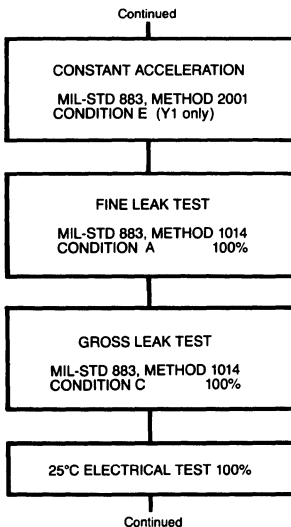 Continued
CONSTANT ACCELERATION
MIL-STD 883, METHOD 2001
CONDITION E (Y1 only)
FINE LEAK TEST
MIL-STD 883, METHOD 1014
CONDITION A 100%
GROSS LEAK TEST
MIL-STD 883, METHOD 1014
CONDITION C 100%
25°C ELECTRICAL TEST 100%
Continued